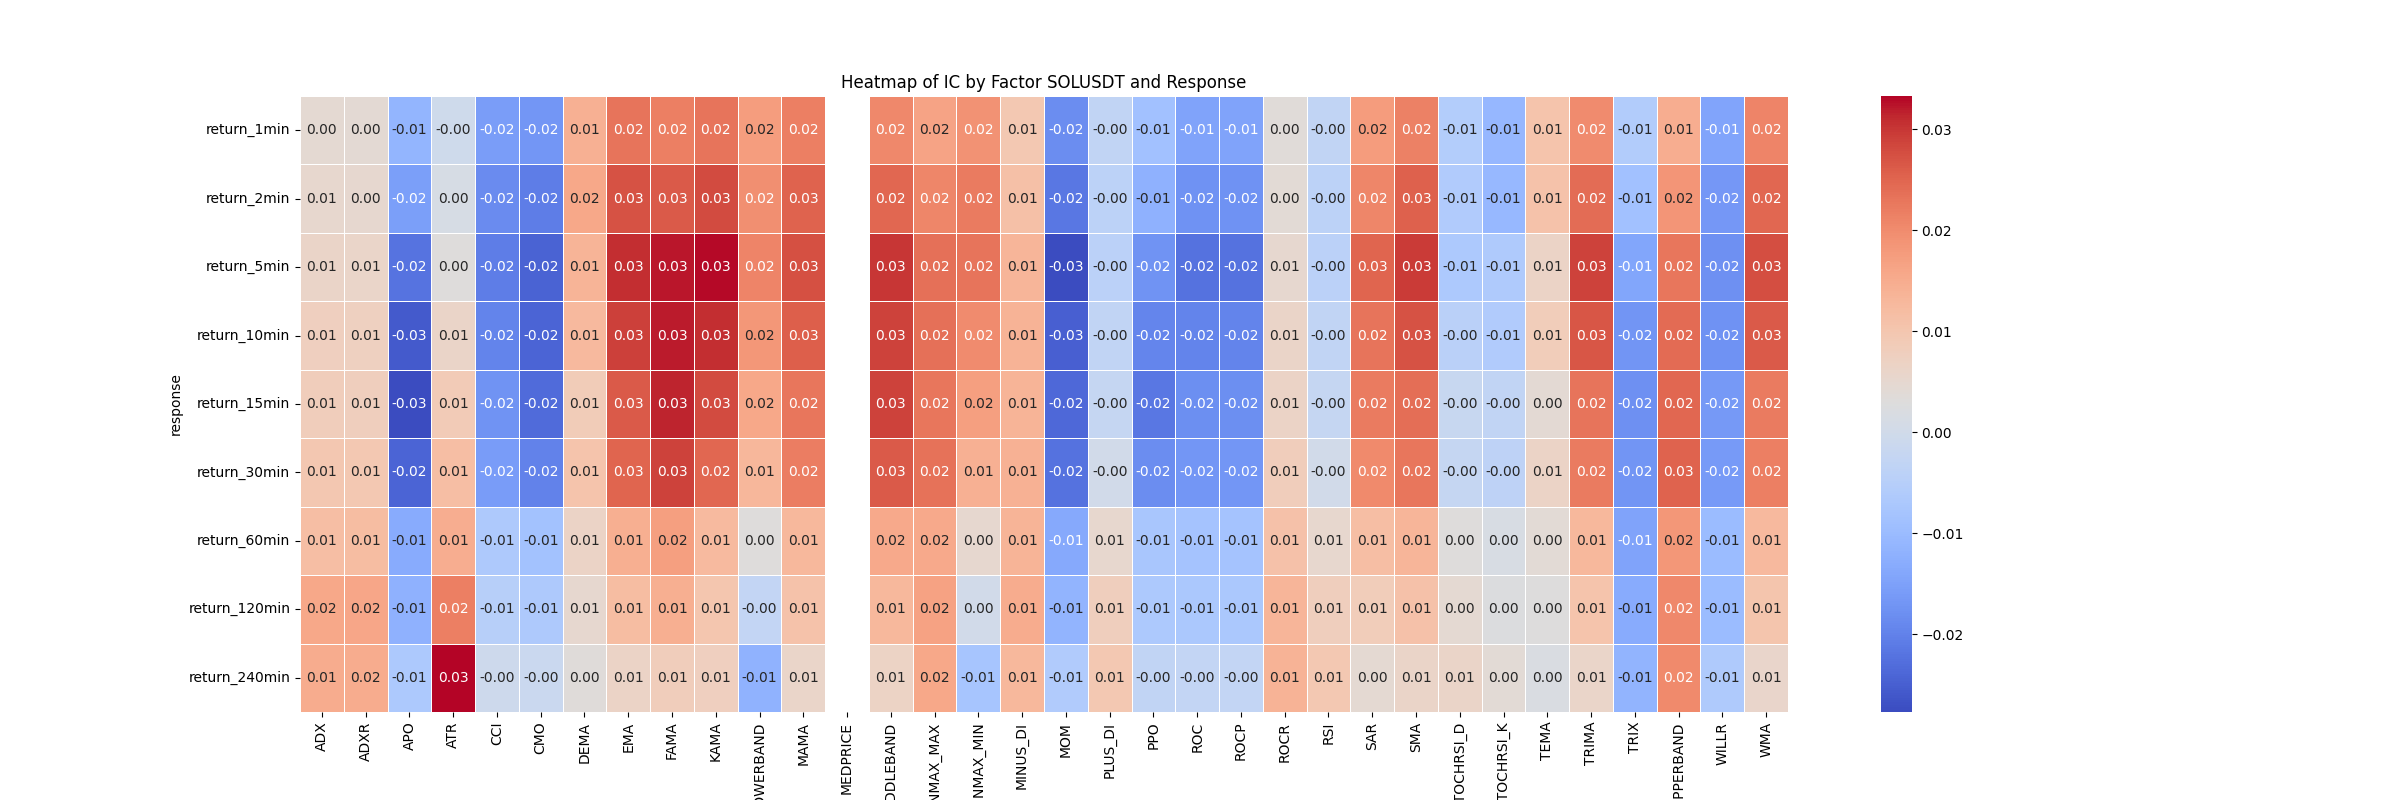 Heatmap of IC by Factor SOLUSDT and Response
return_1min 0.00 0.00 -0.01 -0.00 -0.02 -0.02 0.01 0.02 0.02 0.02 0.02 0.02 0.02 0.02 0.02 0.01 -0.02 -0.00 -0.01 -0.01 -0.01 0.00 -0.00 0.02 0.02 -0.01 -0.01 0.01 0.02 -0.01 0.01 -0.01 0.02 0.03
return_2min 0.01 0.00 -0.02 0.00 -0.02 -0.02 0.02 0.03 0.03 0.03 0.02 0.03 0.02 0.02 0.02 0.01 -0.02 -0.00 -0.01 -0.02 -0.02 0.00 -0.00 0.02 0.03 -0.01 -0.01 0.01 0.02 -0.01 0.02 -0.02 0.02 0.02
return_5min 0.01 0.01 -0.02 0.00 -0.02 -0.02 0.01 0.03 0.03 0.03 0.02 0.03 0.03 0.02 0.02 0.01 -0.03 -0.00 -0.02 -0.02 -0.02 0.01 -0.00 0.03 0.03 -0.01 -0.01 0.01 0.03 -0.01 0.02 -0.02 0.03
return_10min 0.01 0.01 -0.03 0.01 -0.02 -0.02 0.01 0.03 0.03 0.03 0.02 0.03 0.03 0.02 0.02 0.01 -0.03 -0.00 -0.02 -0.02 -0.02 0.01 -0.00 0.02 0.03 -0.00 -0.01 0.01 0.03 -0.02 0.02 -0.02 0.03 0.01
response
return_15min 0.01 0.01 -0.03 0.01 -0.02 -0.02 0.01 0.03 0.03 0.03 0.02 0.02 0.03 0.02 0.02 0.01 -0.02 -0.00 -0.02 -0.02 -0.02 0.01 -0.00 0.02 0.02 -0.00 -0.00 0.00 0.02 -0.02 0.02 -0.02 0.02 0.00
return_30min 0.01 0.01 -0.02 0.01 -0.02 -0.02 0.01 0.03 0.03 0.02 0.01 0.02 0.03 0.02 0.01 0.01 -0.02 -0.00 -0.02 -0.02 -0.02 0.01 -0.00 0.02 0.02 -0.00 -0.00 0.01 0.02 -0.02 0.03 -0.02 0.02
return_60min 0.01 0.01 -0.01 0.01 -0.01 -0.01 0.01 0.01 0.02 0.01 0.00 0.01 0.02 0.02 0.00 0.01 -0.01 0.01 -0.01 -0.01 -0.01 0.01 0.01 0.01 0.01 0.00 0.00 0.00 0.01 -0.01 0.02 -0.01 0.01 −0.01
return_120min 0.02 0.02 -0.01 0.02 -0.01 -0.01 0.01 0.01 0.01 0.01 -0.00 0.01 0.01 0.02 0.00 0.01 -0.01 0.01 -0.01 -0.01 -0.01 0.01 0.01 0.01 0.01 0.00 0.00 0.00 0.01 -0.01 0.02 -0.01 0.01 −0.02
return_240min 0.01 0.02 -0.01 0.03 -0.00 -0.00 0.00 0.01 0.01 0.01 -0.01 0.01 0.01 0.02 -0.01 0.01 -0.01 0.01 -0.00 -0.00 -0.00 0.01 0.01 0.00 0.01 0.01 0.00 0.00 0.01 -0.01 0.02 -0.01 0.01
ADX ADXR APO ATR CCI CMO DEMA EMA FAMA KAMA MAMA MEDPRICE MINUS_DI MOM PLUS_DI PPO ROC ROCP ROCR RSI SAR SMA TEMA TRIMA TRIX WILLR WMA